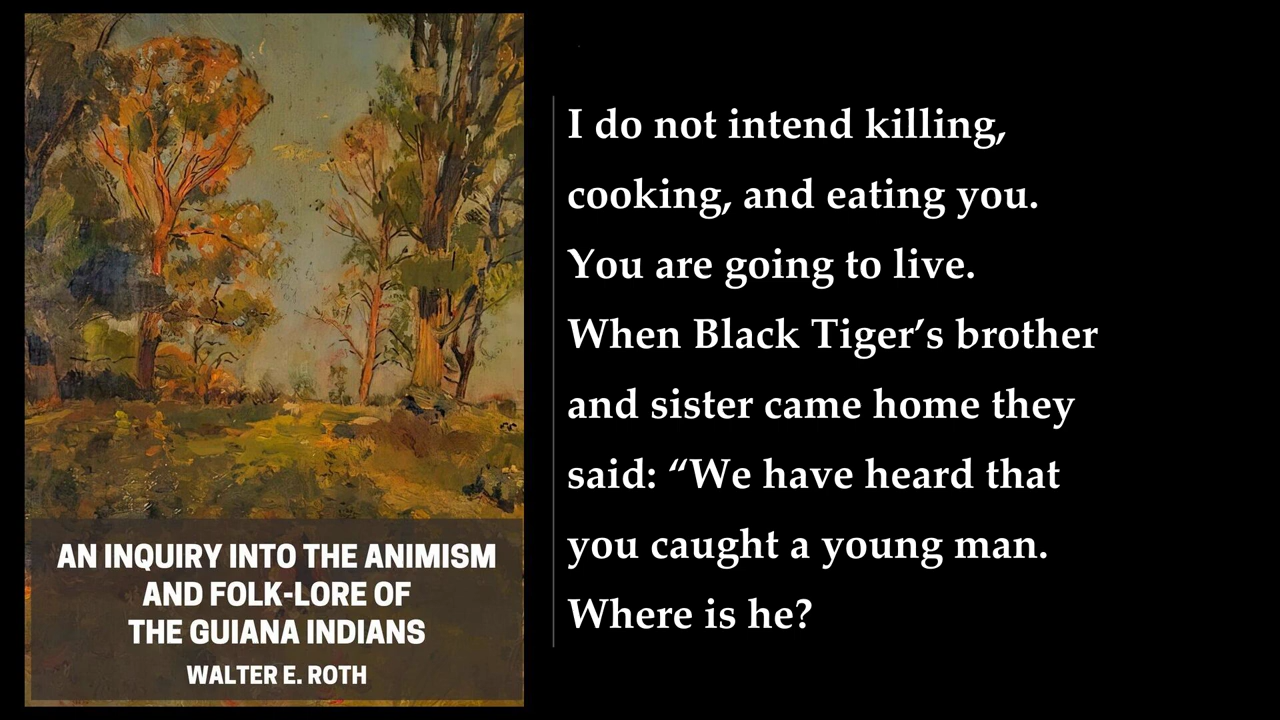 I do not intend killing,
cooking, and eating you.
You are going to live.
When Black Tiger’s brother
and sister came home they
said: “We have heard that
you caught a young man.
Where is he?
AN INQUIRY INTO THE ANIMISM
AND FOLK-LORE OF
THE GUIANA INDIANS
WALTER E. ROTH